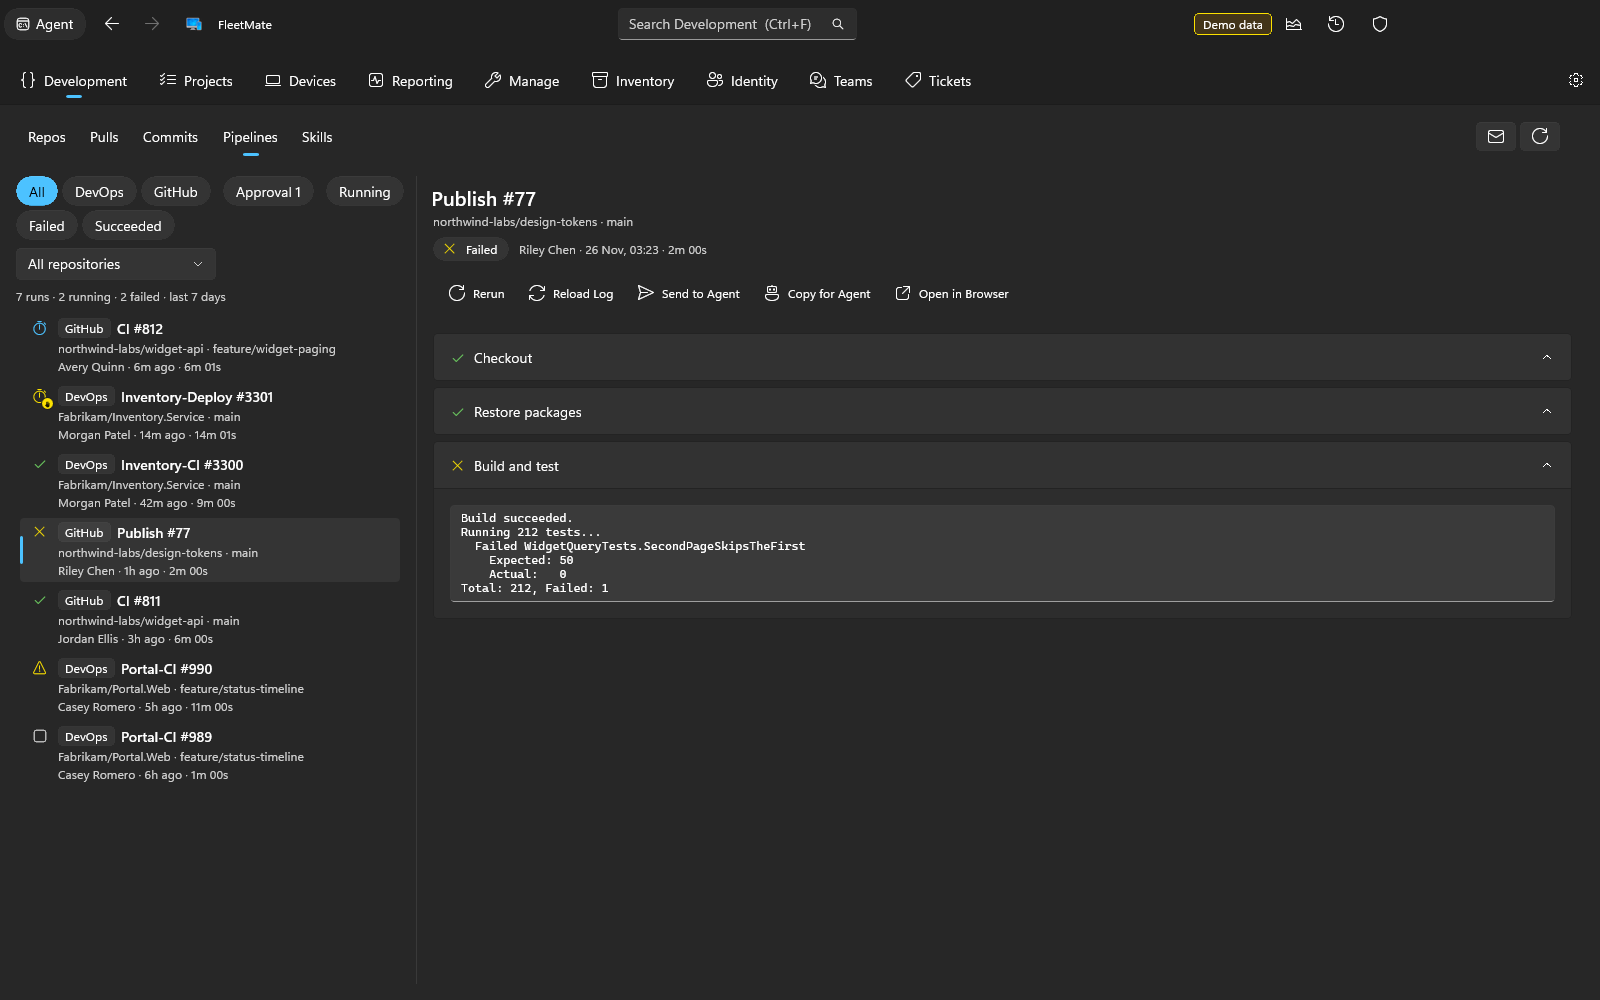 Agent
FleetMate
Search Development (Ctrl+F)
Demo data
Development
Projects
Devices
Reporting
Manage
Inventory
Identity
Teams
Tickets
Repos
Pulls
Commits
Pipelines
Skills
All
DevOps
GitHub
Approval 1
Running
Failed
Succeeded
All repositories
7 runs · 2 running · 2 failed · last 7 days
GitHub CI #812
northwind-labs/widget-api · feature/widget-paging
Avery Quinn · 6m ago · 6m 01s
DevOps Inventory-Deploy #3301
Fabrikam/Inventory.Service · main
Morgan Patel · 14m ago · 14m 01s
DevOps Inventory-CI #3300
Fabrikam/Inventory.Service · main
Morgan Patel · 42m ago · 9m 00s
GitHub Publish #77
northwind-labs/design-tokens · main
Riley Chen · 1h ago · 2m 00s
GitHub CI #811
northwind-labs/widget-api · main
Jordan Ellis · 3h ago · 6m 00s
DevOps Portal-CI #990
Fabrikam/Portal.Web · feature/status-timeline
Casey Romero · 5h ago · 11m 00s
DevOps Portal-CI #989
Fabrikam/Portal.Web · feature/status-timeline
Casey Romero · 6h ago · 1m 00s
Publish #77
northwind-labs/design-tokens · main
Failed Riley Chen · 26 Nov, 03:23 · 2m 00s
Rerun
Reload Log
Send to Agent
Copy for Agent
Open in Browser
Checkout
Restore packages
Build and test
Build succeeded.
Running 212 tests...
Failed WidgetQueryTests.SecondPageSkipsTheFirst
Expected: 50
Actual: 0
Total: 212, Failed: 1